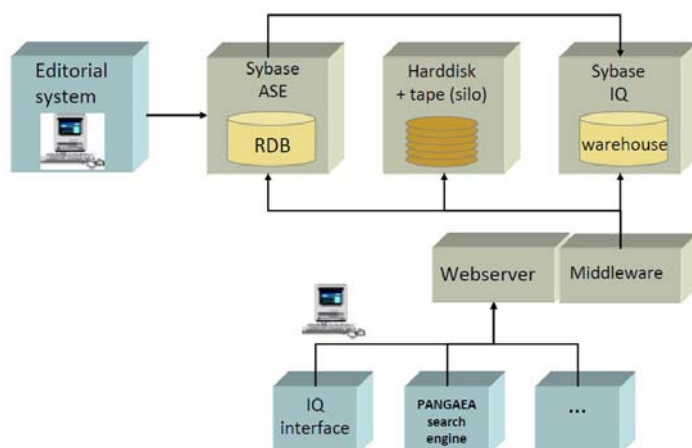 Editorial
system
Sybase
ASE
RDB
Harddisk
+ tape (silo)
Sybase
IQ
warehouse
Webserver
Middleware
IQ
interface
PANGAEA
search
engine
...